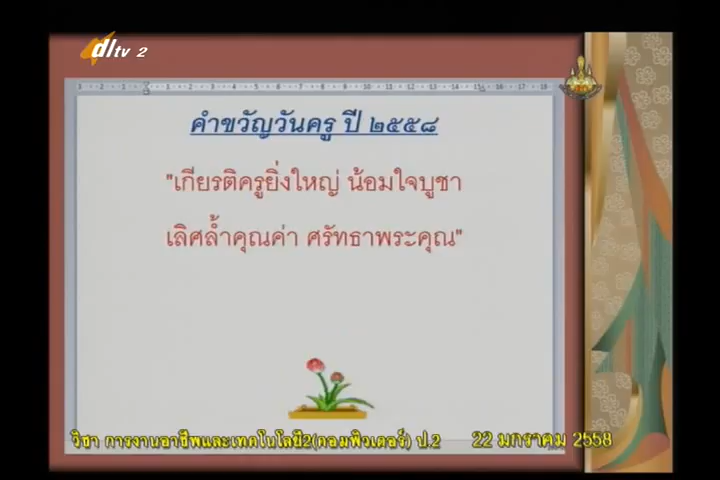 dltv 2
คำขวัญวันครู ปี ๒๕๕๘
"เกียรติครูยิ่งใหญ่ น้อมใจบูชา
เลิศล้ำคุณค่า ศรัทธาพระคุณ"
วิชา การงานอาชีพและเทคโนโลยี2(คอมพิวเตอร์) ป.2 22 มกราคม 2558